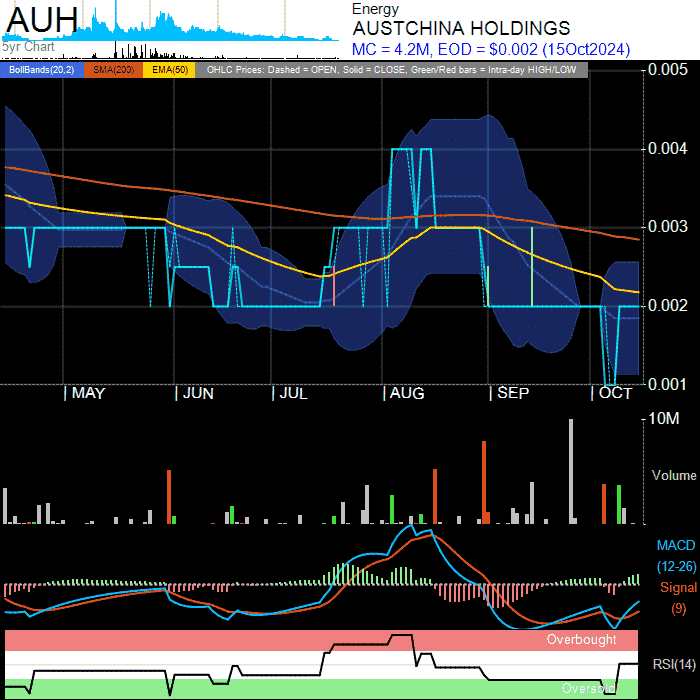 AUH
5yr Chart
Energy
AUSTCHINA HOLDINGS
MC = 4.2M, EOD = $0.002 (15Oct2024)
BollBands(20,2) SMA(200) EMA(50) OHLC Prices: Dashed = OPEN, Solid = CLOSE, Green/Red bars = Intra-day HIGH/LOW
0.005
0.004
0.003
0.002
0.001
MAY JUN JUL AUG SEP OCT
10M
Volume
MACD
(12-26)
Signal
(9)
Overbought
RSI(14)
Oversold